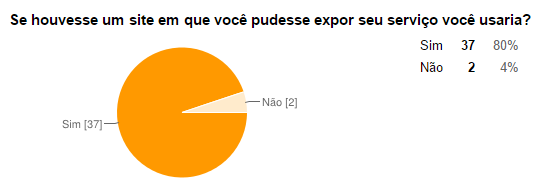 Se houvesse um site em que você pudesse expor seu serviço você usaria?
Sim 37 80%
Não 2 4%
Não [2]
Sim [37]